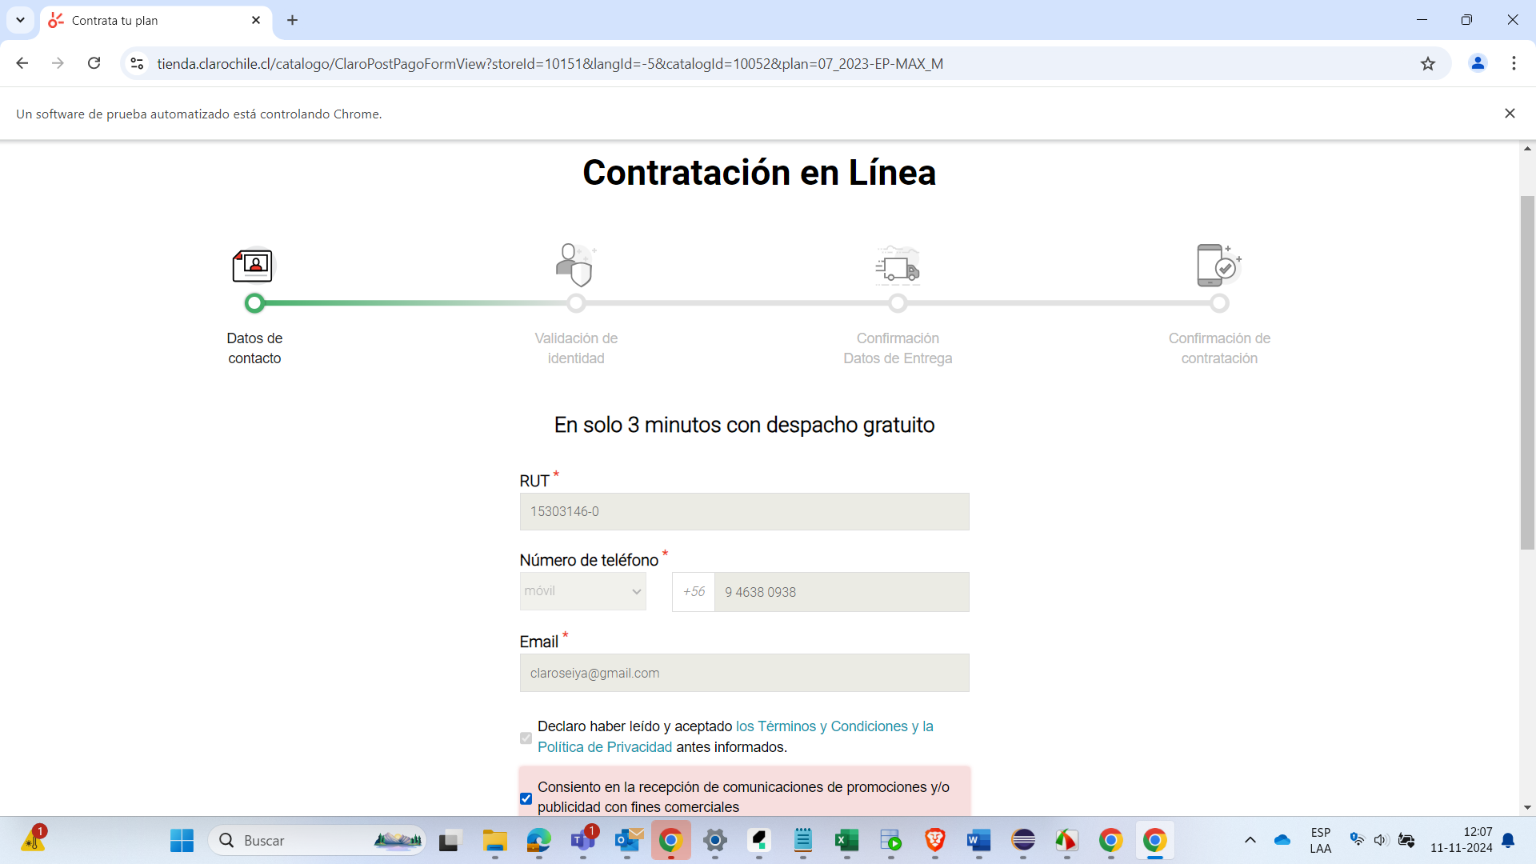 Contrata tu plan
tienda.clarochile.cl/catalogo/ClaroPostPagoFormView?storeId=10151&langId=-5&catalogId=10052&plan=07_2023-EP-MAX_M
Un software de prueba automatizado está controlando Chrome.
Contratación en Línea
Datos de
contacto
Validación de
identidad
Confirmación
Datos de Entrega
Confirmación de
contratación
En solo 3 minutos con despacho gratuito
RUT *
15303146-0
Número de teléfono *
móvil
+56
9 4638 0938
Email *
claroseiya@gmail.com
Declaro haber leído y aceptado los Términos y Condiciones y la
Política de Privacidad antes informados.
Consiento en la recepción de comunicaciones de promociones y/o
publicidad con fines comerciales
1
Buscar
1
ESP
LAA
12:07
11-11-2024